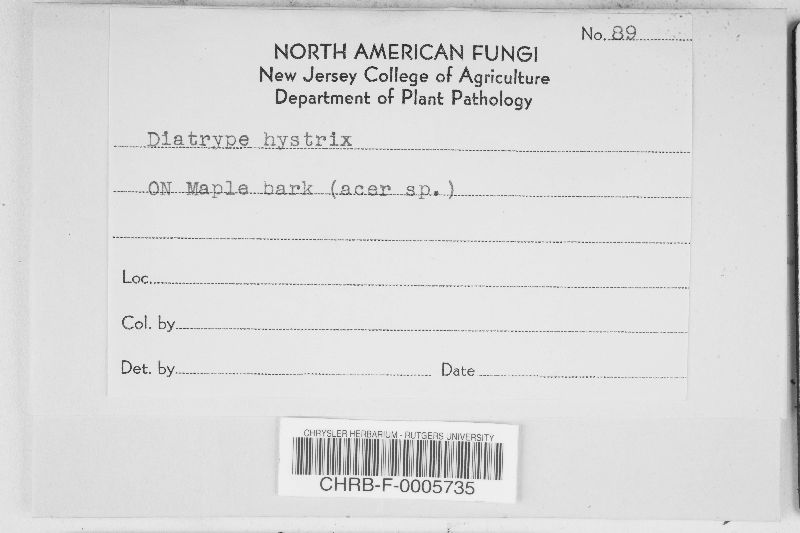 No. 89
NORTH AMERICAN FUNGI
New Jersey College of Agriculture
Department of Plant Pathology
Diatrype hystrix
ON Maple bark (acer sp.)
Loc.
Col. by
Det. by Date
CHRYSLER HERBARIUM - RUTGERS UNIVERSITY
CHRB-F-0005735